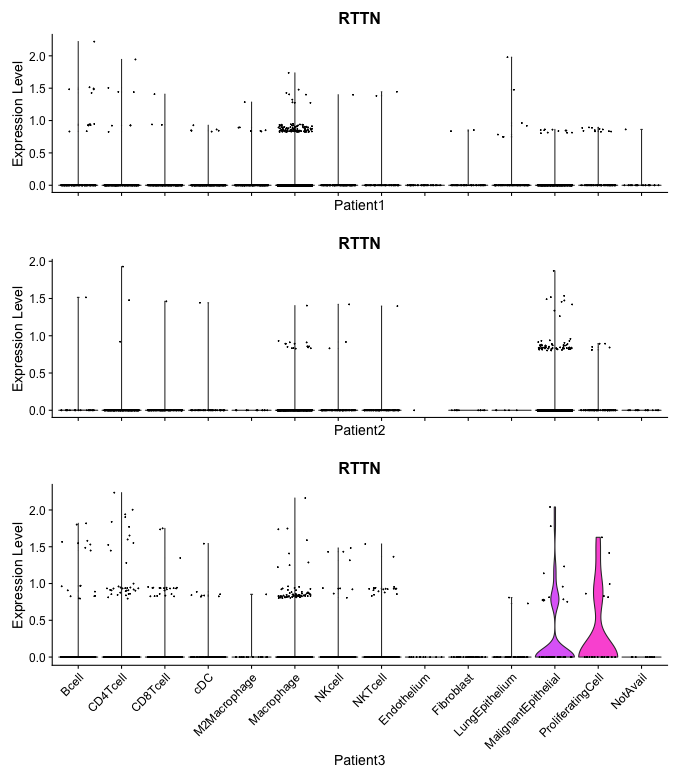 RTTN
Expression Level
2.0
1.5
1.0
0.5
0.0
Patient1
RTTN
Expression Level
2.0
1.5
1.0
0.5
0.0
Patient2
RTTN
Expression Level
2.0
1.5
1.0
0.5
0.0
Bcell
CD4Tcell
CD8Tcell
cDC
M2Macrophage
Macrophage
NKcell
NKTcell
Endothelium
Fibroblast
LungEpithelium
MalignantEpithelial
ProliferatingCell
NotAvail
Patient3